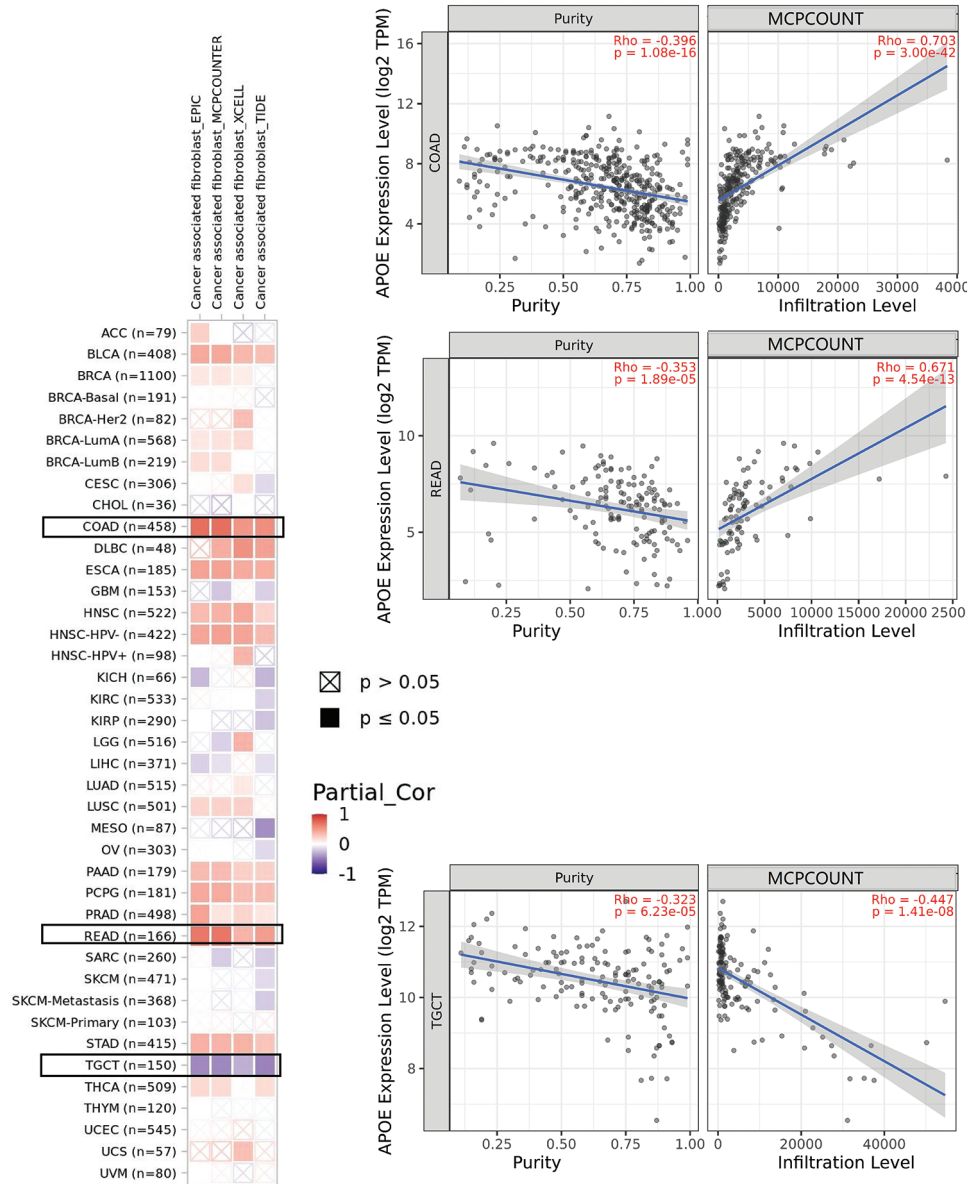 Cancer associated fibroblast_EPIC
Cancer associated fibroblast_MCPCOUNTER
Cancer associated fibroblast_XCELL
Cancer associated fibroblast_TIDE
ACC (n=79)
BLCA (n=408)
BRCA (n=1100)
BRCA-Basal (n=191)
BRCA-Her2 (n=82)
BRCA-LumA (n=568)
BRCA-LumB (n=219)
CESC (n=306)
CHOL (n=36)
COAD (n=458)
DLBC (n=48)
ESCA (n=185)
GBM (n=153)
HNSC (n=522)
HNSC-HPV- (n=422)
HNSC-HPV+ (n=98)
KICH (n=66)
KIRC (n=533)
KIRP (n=290)
LGG (n=516)
LIHC (n=371)
LUAD (n=515)
LUSC (n=501)
MESO (n=87)
OV (n=303)
PAAD (n=179)
PCPG (n=181)
PRAD (n=498)
READ (n=166)
SARC (n=260)
SKCM (n=471)
SKCM-Metastasis (n=368)
SKCM-Primary (n=103)
STAD (n=415)
TGCT (n=150)
THCA (n=509)
THYM (n=120)
UCEC (n=545)
UCS (n=57)
UVM (n=80)
p > 0.05
p ≤ 0.05
Partial_Cor
1
0
-1
Purity
MCPCOUNT
Rho = -0.396
p = 1.08e-16
Rho = 0.703
p = 3.00e-42
APOE Expression Level (log2 TPM)
COAD
16
12
8
4
0.25 0.50 0.75 1.00
0 10000 20000 30000 4000
Purity
Infiltration Level
Purity
MCPCOUNT
Rho = -0.353
p = 1.89e-05
Rho = 0.671
p = 4.54e-13
APOE Expression Level (log2 TPM)
READ
10
5
0.25 0.50 0.75 1.00
0 5000 10000 15000 20000 2500
Purity
Infiltration Level
Purity
MCPCOUNT
Rho = -0.323
p = 6.23e-05
Rho = -0.447
p = 1.41e-08
APOE Expression Level (log2 TPM)
TGCT
12
10
8
0.25 0.50 0.75 1.00
0 20000 40000
Purity
Infiltration Level